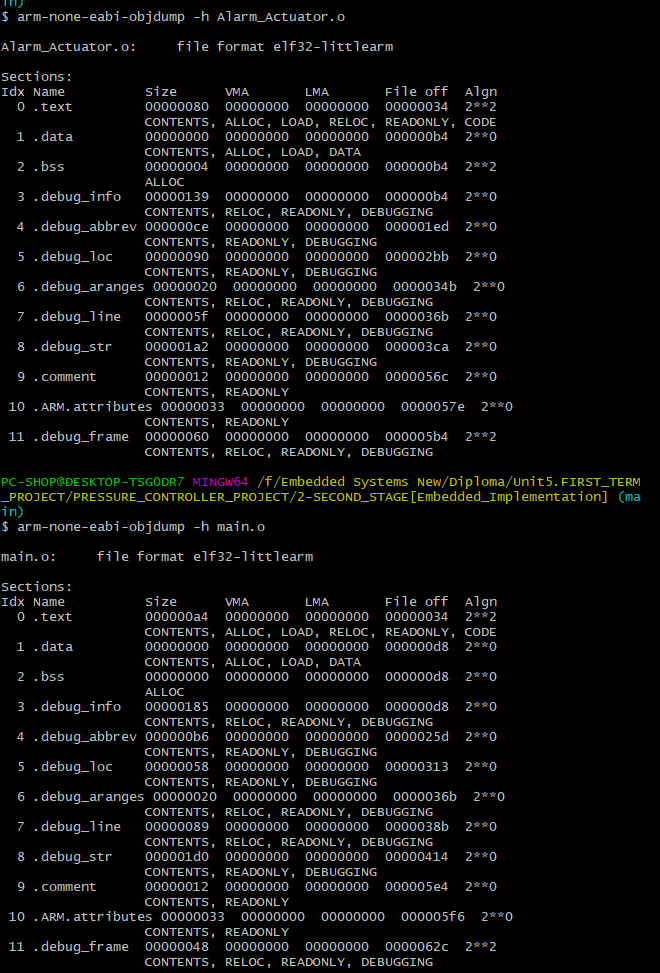 in)
$ arm-none-eabi-objdump -h Alarm_Actuator.o
Alarm_Actuator.o:     file format elf32-littlearm
Sections:
Idx Name          Size      VMA       LMA       File off  Algn
  0 .text         00000080  00000000  00000000  00000034  2**2
                  CONTENTS, ALLOC, LOAD, RELOC, READONLY, CODE
  1 .data         00000000  00000000  00000000  000000b4  2**0
                  CONTENTS, ALLOC, LOAD, DATA
  2 .bss          00000004  00000000  00000000  000000b4  2**2
                  ALLOC
  3 .debug_info   00000139  00000000  00000000  000000b4  2**0
                  CONTENTS, RELOC, READONLY, DEBUGGING
  4 .debug_abbrev 000000ce  00000000  00000000  000001ed  2**0
                  CONTENTS, READONLY, DEBUGGING
  5 .debug_loc    00000090  00000000  00000000  000002bb  2**0
                  CONTENTS, READONLY, DEBUGGING
  6 .debug_aranges 00000020  00000000  00000000  0000034b  2**0
                  CONTENTS, RELOC, READONLY, DEBUGGING
  7 .debug_line   0000005f  00000000  00000000  0000036b  2**0
                  CONTENTS, RELOC, READONLY, DEBUGGING
  8 .debug_str    000001a2  00000000  00000000  000003ca  2**0
                  CONTENTS, READONLY, DEBUGGING
  9 .comment      00000012  00000000  00000000  0000056c  2**0
                  CONTENTS, READONLY
 10 .ARM.attributes 00000033  00000000  00000000  0000057e  2**0
                  CONTENTS, READONLY
 11 .debug_frame  00000060  00000000  00000000  000005b4  2**2
                  CONTENTS, RELOC, READONLY, DEBUGGING
PC-SHOP@DESKTOP-TSG0DR7 MINGW64 /f/Embedded Systems New/Diploma/Unit5.FIRST_TERM
_PROJECT/PRESSURE_CONTROLLER_PROJECT/2-SECOND_STAGE[Embedded_Implementation] (ma
in)
$ arm-none-eabi-objdump -h main.o
main.o:     file format elf32-littlearm
Sections:
Idx Name          Size      VMA       LMA       File off  Algn
  0 .text         000000a4  00000000  00000000  00000034  2**2
                  CONTENTS, ALLOC, LOAD, RELOC, READONLY, CODE
  1 .data         00000000  00000000  00000000  000000d8  2**0
                  CONTENTS, ALLOC, LOAD, DATA
  2 .bss          00000000  00000000  00000000  000000d8  2**0
                  ALLOC
  3 .debug_info   00000185  00000000  00000000  000000d8  2**0
                  CONTENTS, RELOC, READONLY, DEBUGGING
  4 .debug_abbrev 000000b6  00000000  00000000  0000025d  2**0
                  CONTENTS, READONLY, DEBUGGING
  5 .debug_loc    00000058  00000000  00000000  00000313  2**0
                  CONTENTS, READONLY, DEBUGGING
  6 .debug_aranges 00000020  00000000  00000000  0000036b  2**0
                  CONTENTS, RELOC, READONLY, DEBUGGING
  7 .debug_line   00000089  00000000  00000000  0000038b  2**0
                  CONTENTS, RELOC, READONLY, DEBUGGING
  8 .debug_str    000001d0  00000000  00000000  00000414  2**0
                  CONTENTS, READONLY, DEBUGGING
  9 .comment      00000012  00000000  00000000  000005e4  2**0
                  CONTENTS, READONLY
 10 .ARM.attributes 00000033  00000000  00000000  000005f6  2**0
                  CONTENTS, READONLY
 11 .debug_frame  00000048  00000000  00000000  0000062c  2**2
                  CONTENTS, RELOC, READONLY, DEBUGGING